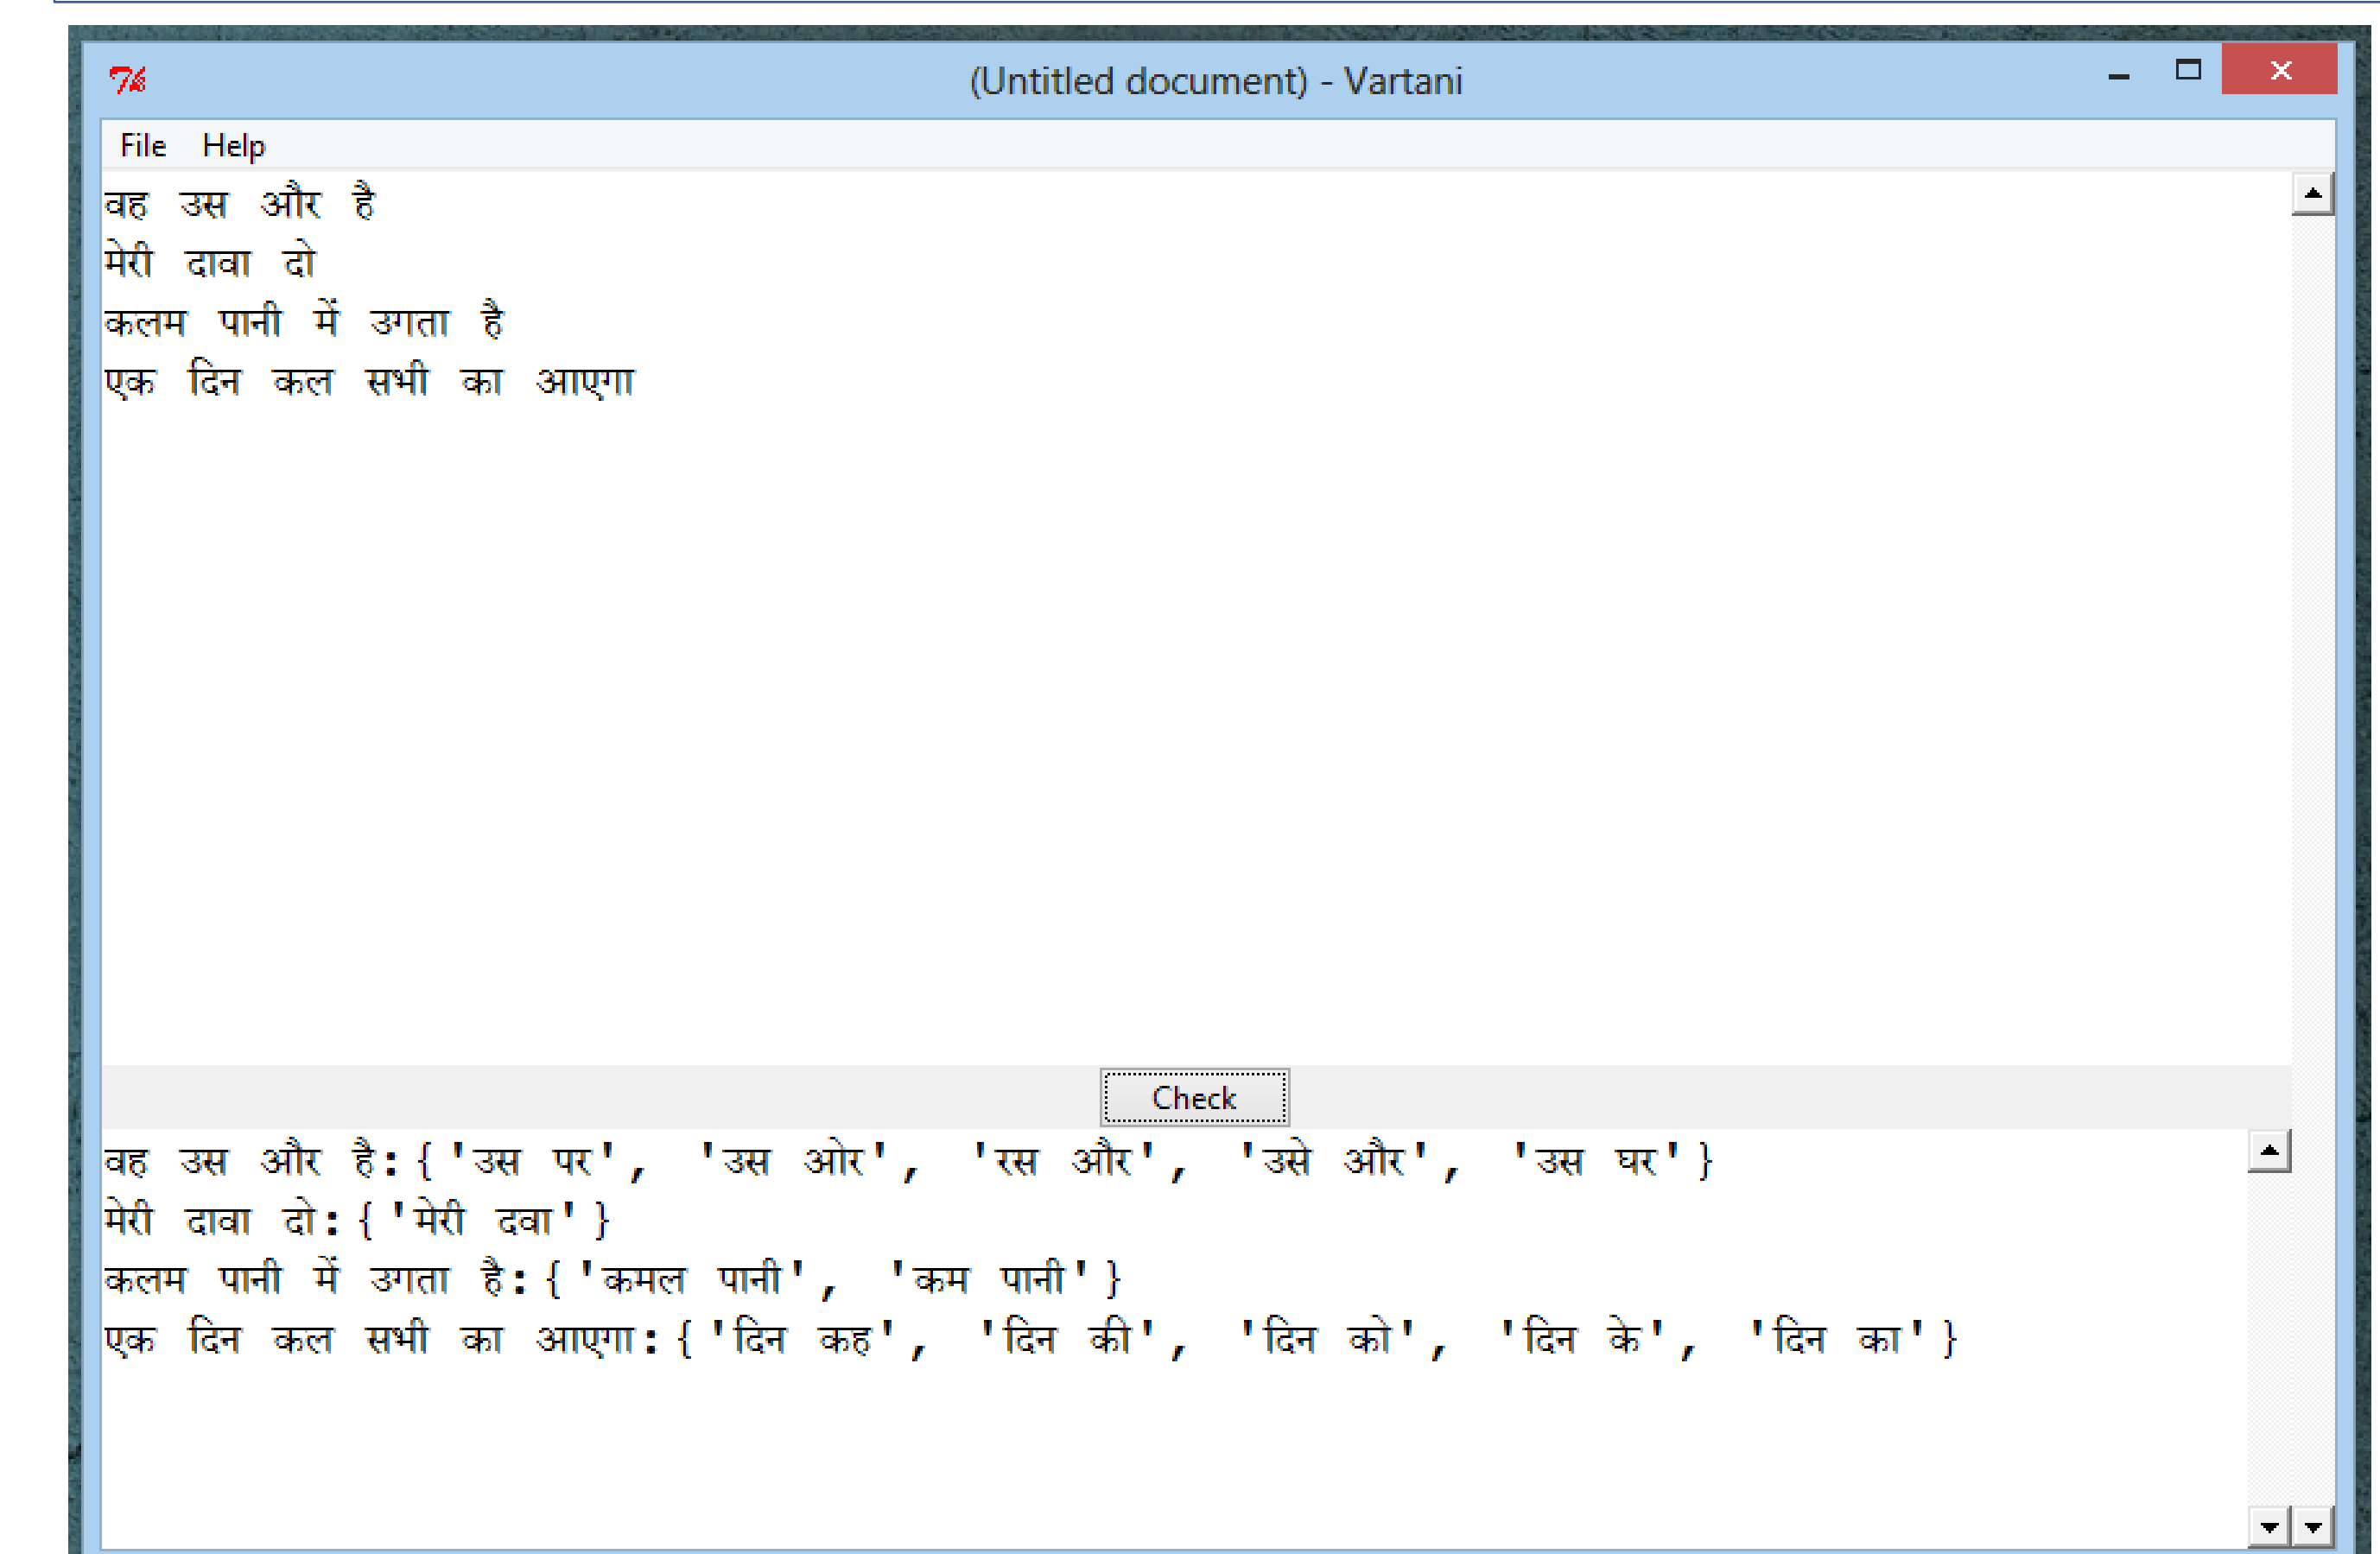 (Untitled document) - Vartani
File Help
वह उस और है
मेरी दावा दो
कलम पानी में उगता है
एक दिन कल सभी का आएगा
Check
वह उस और है:{'उस पर', 'उस ओर', 'रस और', 'उसे और', 'उस घर'}
मेरी दावा दो:{'मेरी दवा'}
कलम पानी में उगता है:{'कमल पानी', 'कम पानी'}
एक दिन कल सभी का आएगा:{'दिन कह', 'दिन की', 'दिन को', 'दिन के', 'दिन का'}